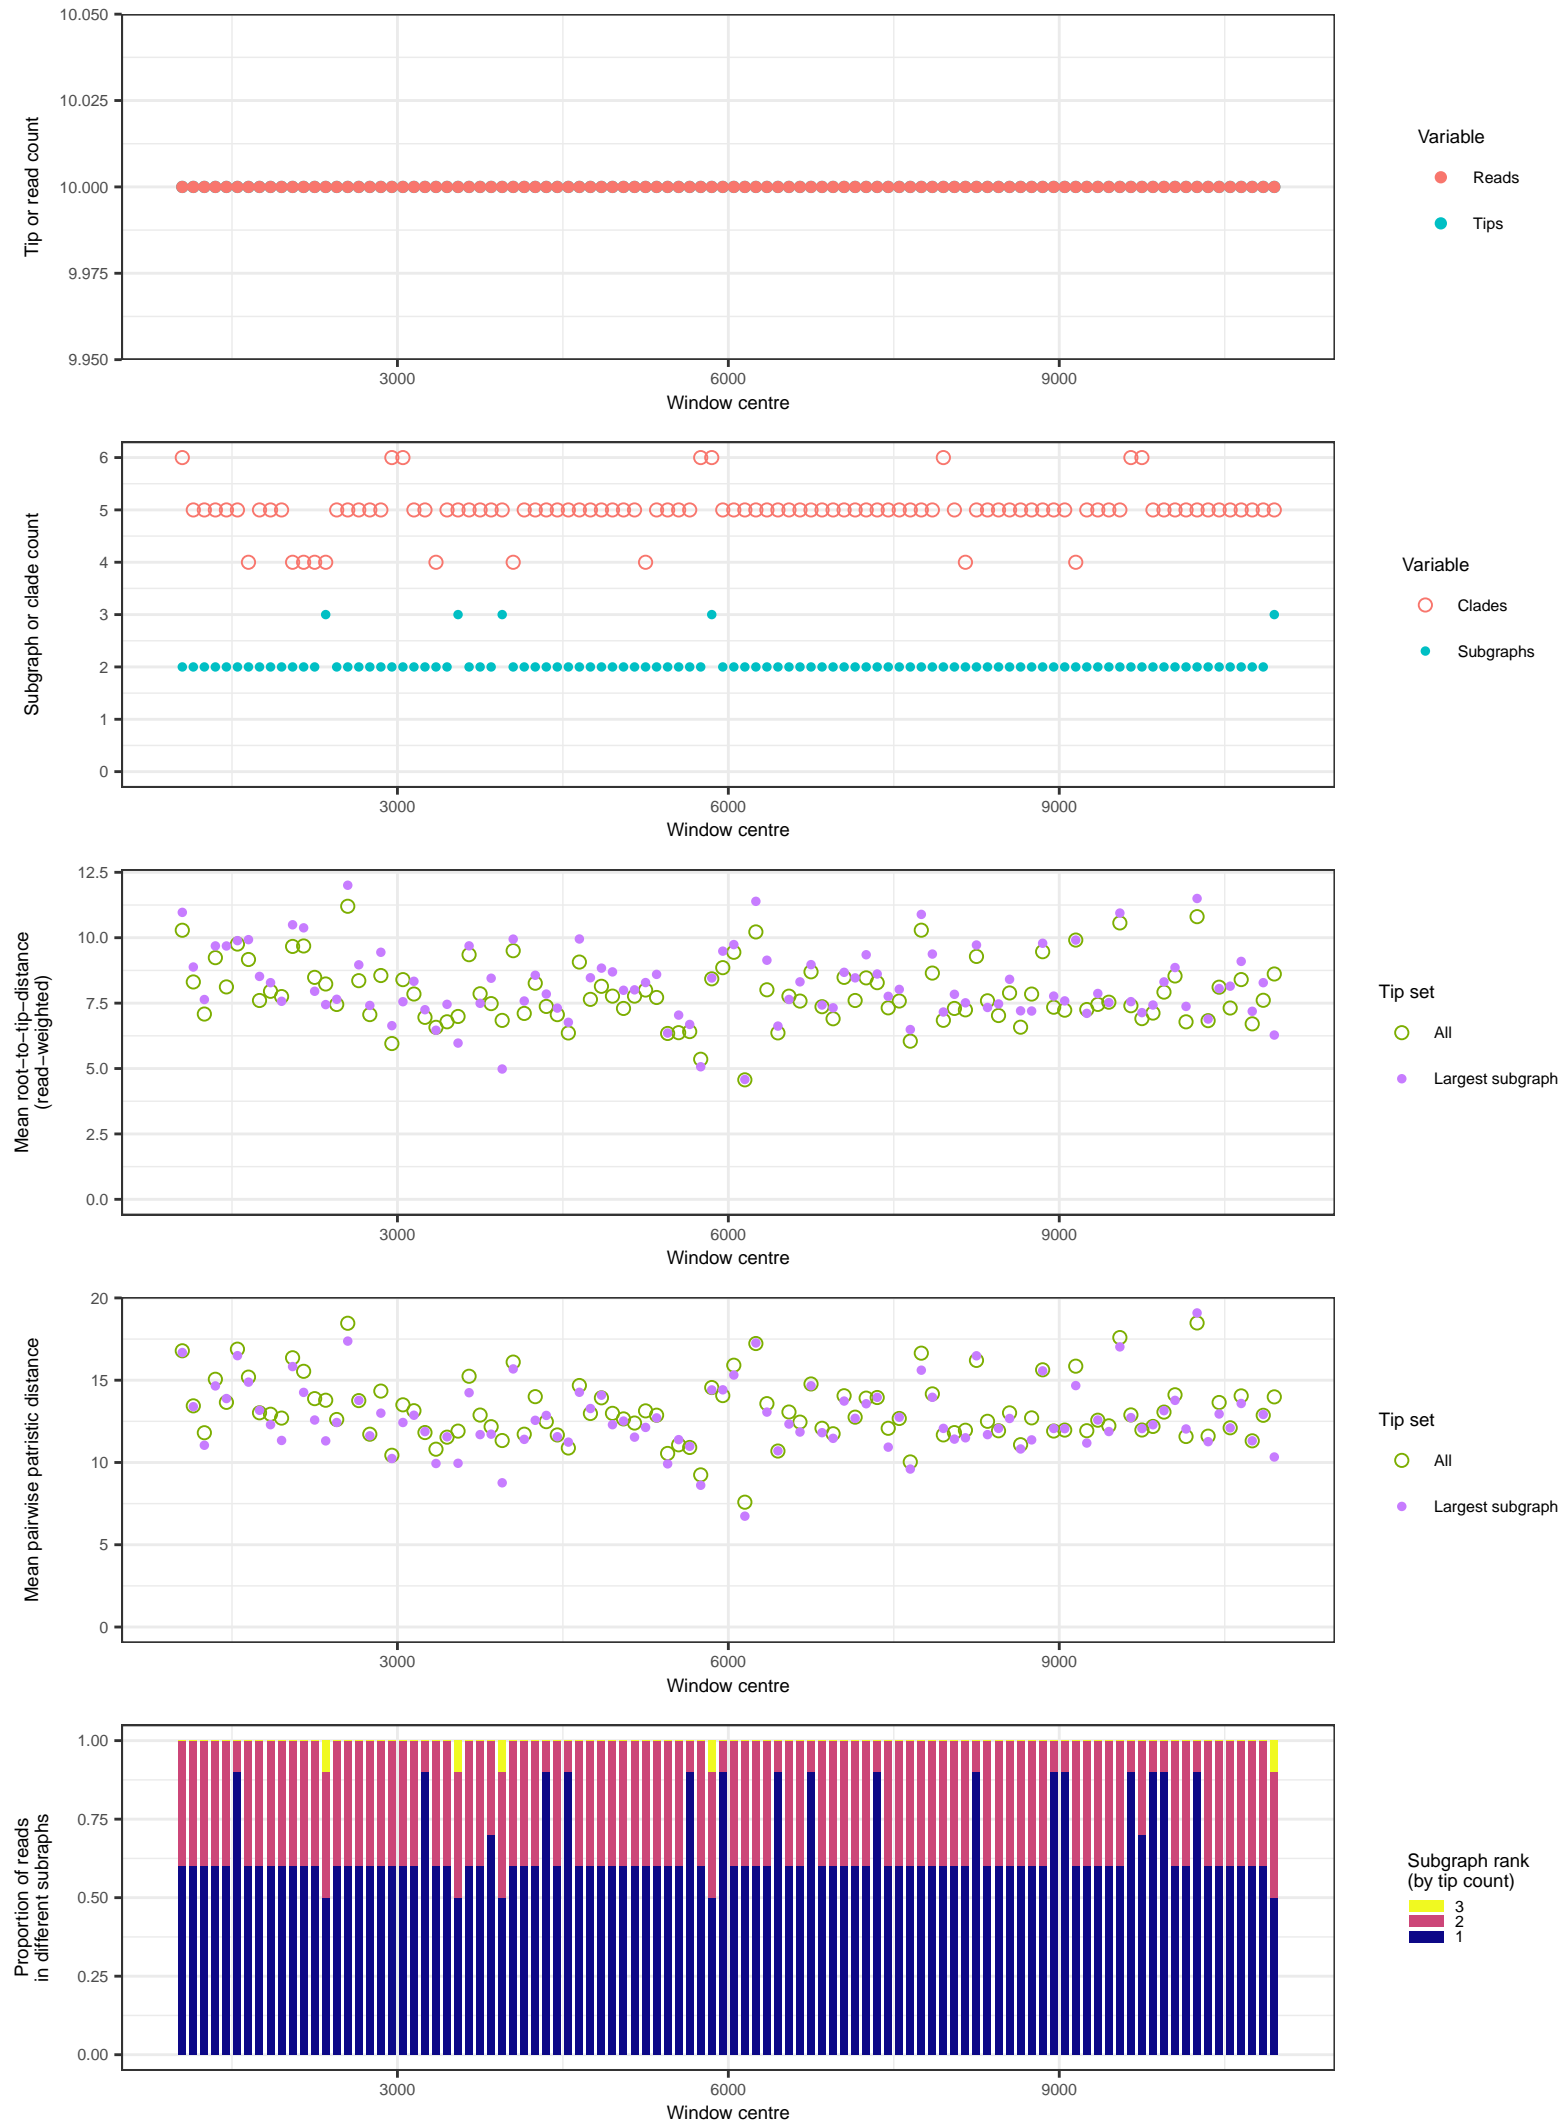 10.050
10.025
10.000
9.975
9.950
Tip or read count
3000 6000 9000
Window centre
Variable
Reads
Tips
6
5
4
3
2
1
0
Subgraph or clade count
3000 6000 9000
Window centre
Variable
Clades
Subgraphs
12.5
10.0
7.5
5.0
2.5
0.0
Mean root−to−tip−distance
(read−weighted)
3000 6000 9000
Window centre
Tip set
All
Largest subgraph
20
15
10
5
0
Mean pairwise patristic distance
3000 6000 9000
Window centre
Tip set
All
Largest subgraph
1.00
0.75
0.50
0.25
0.00
Proportion of reads
in different subraphs
3000 6000 9000
Window centre
Subgraph rank
(by tip count)
3
2
1